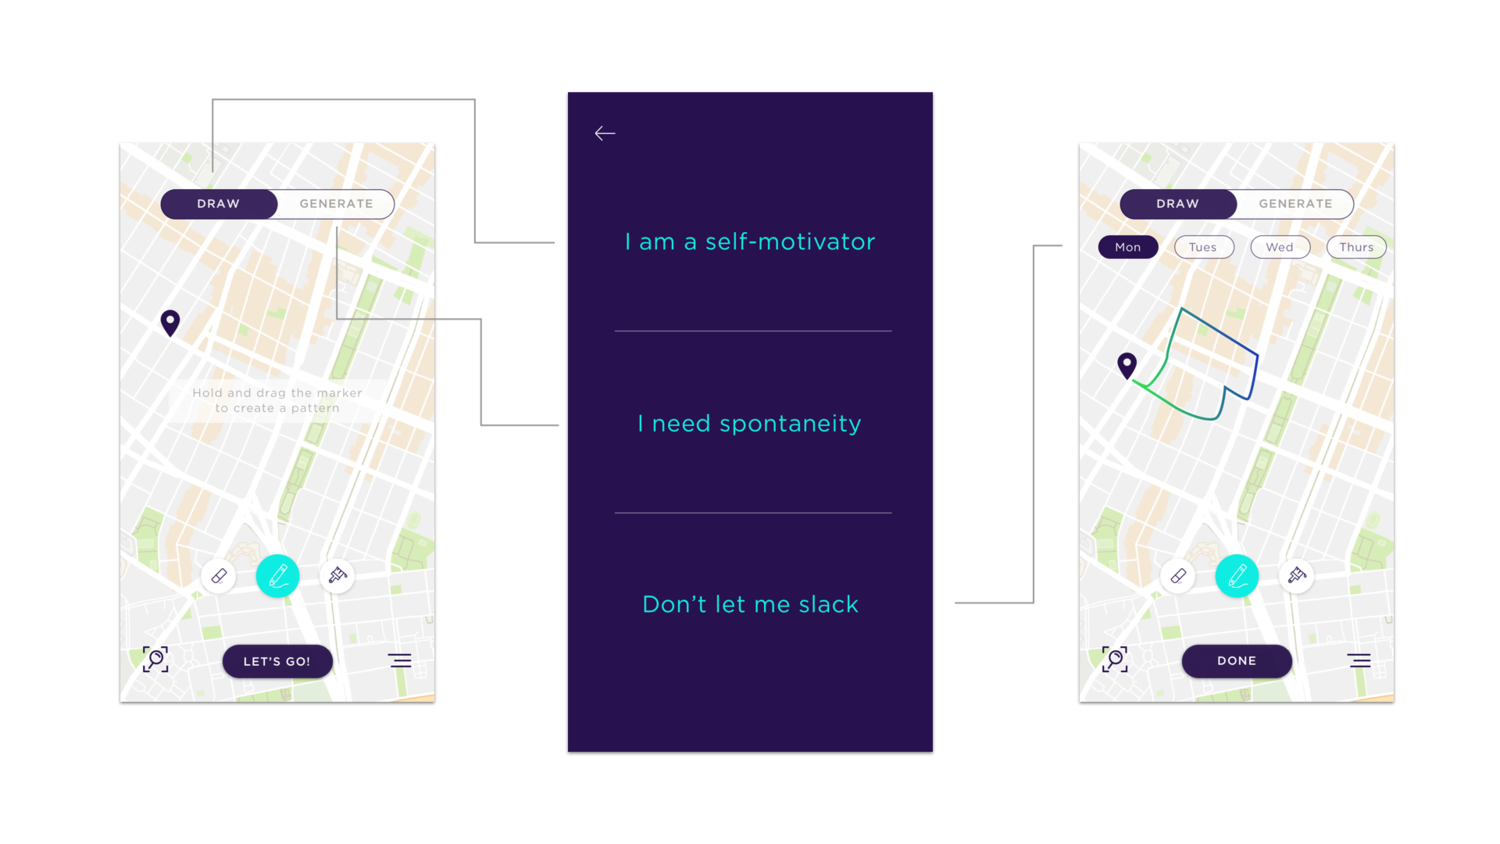 DRAW GENERATE
Hold and drag the marker
to create a pattern
LET'S GO!
I am a self-motivator
I need spontaneity
Don't let me slack
DRAW GENERATE
Mon Tues Wed Thurs
DONE